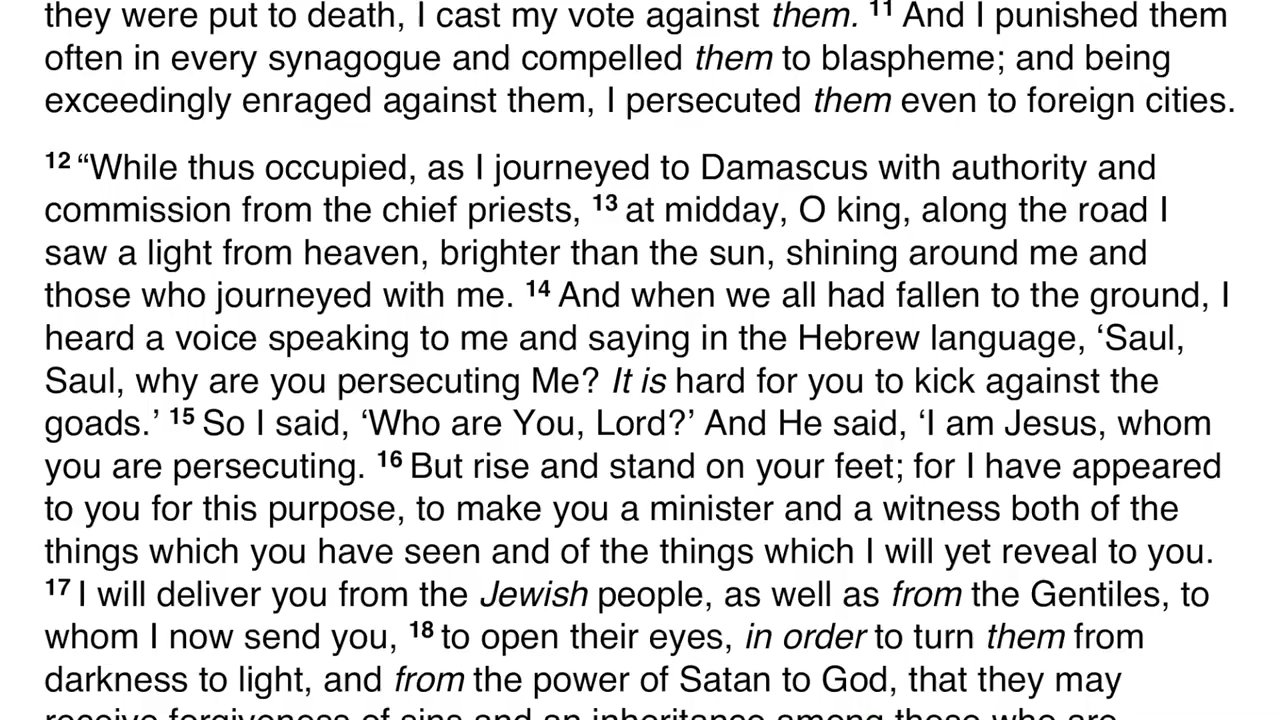 they were put to death, I cast my vote against them. 11 And I punished them
often in every synagogue and compelled them to blaspheme; and being
exceedingly enraged against them, I persecuted them even to foreign cities.
12 “While thus occupied, as I journeyed to Damascus with authority and
commission from the chief priests, 13 at midday, O king, along the road I
saw a light from heaven, brighter than the sun, shining around me and
those who journeyed with me. 14 And when we all had fallen to the ground, I
heard a voice speaking to me and saying in the Hebrew language, ‘Saul,
Saul, why are you persecuting Me? It is hard for you to kick against the
goads.’ 15 So I said, ‘Who are You, Lord?’ And He said, ‘I am Jesus, whom
you are persecuting. 16 But rise and stand on your feet; for I have appeared
to you for this purpose, to make you a minister and a witness both of the
things which you have seen and of the things which I will yet reveal to you.
17 I will deliver you from the Jewish people, as well as from the Gentiles, to
whom I now send you, 18 to open their eyes, in order to turn them from
darkness to light, and from the power of Satan to God, that they may
receive forgiveness of sins and an inheritance among those who are